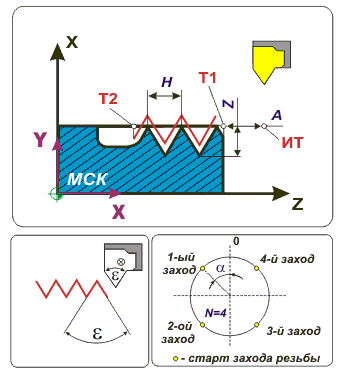 X
H
T1
Z
A
T2
ИТ
Y
МСК
X
Z
ε
ε
0
1-ый
заход
α
4-й заход
N=4
2-ой
заход
3-й
заход
- старт захода резьбы